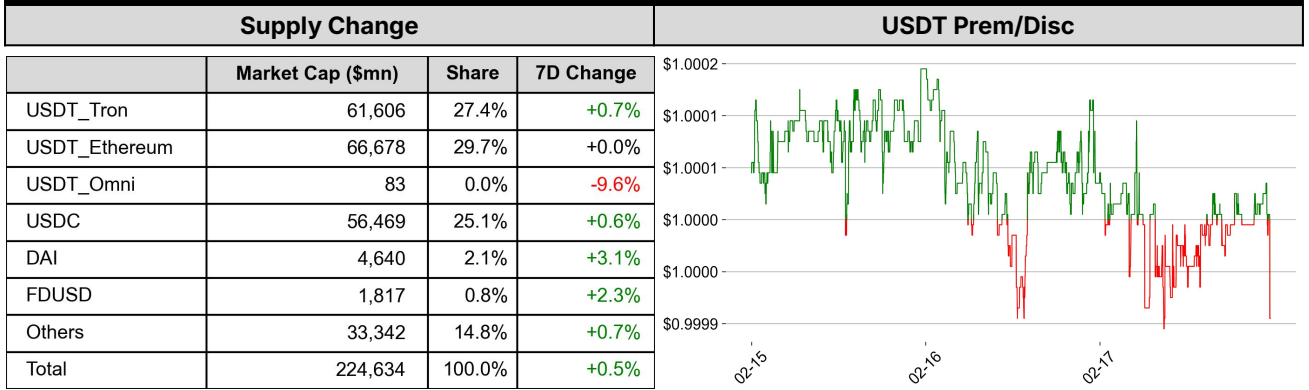 Supply Change
Market Cap ($mn) Share 7D Change
USDT_Tron 61,606 27.4% +0.7%
USDT_Ethereum 66,678 29.7% +0.0%
USDT_Omni 83 0.0% -9.6%
USDC 56,469 25.1% +0.6%
DAI 4,640 2.1% +3.1%
FDUSD 1,817 0.8% +2.3%
Others 33,342 14.8% +0.7%
Total 224,634 100.0% +0.5%
USDT Prem/Disc
$1.0002
$1.0001
$1.0001
$1.0000
$1.0000
$0.9999
02-15 02-16 02-17